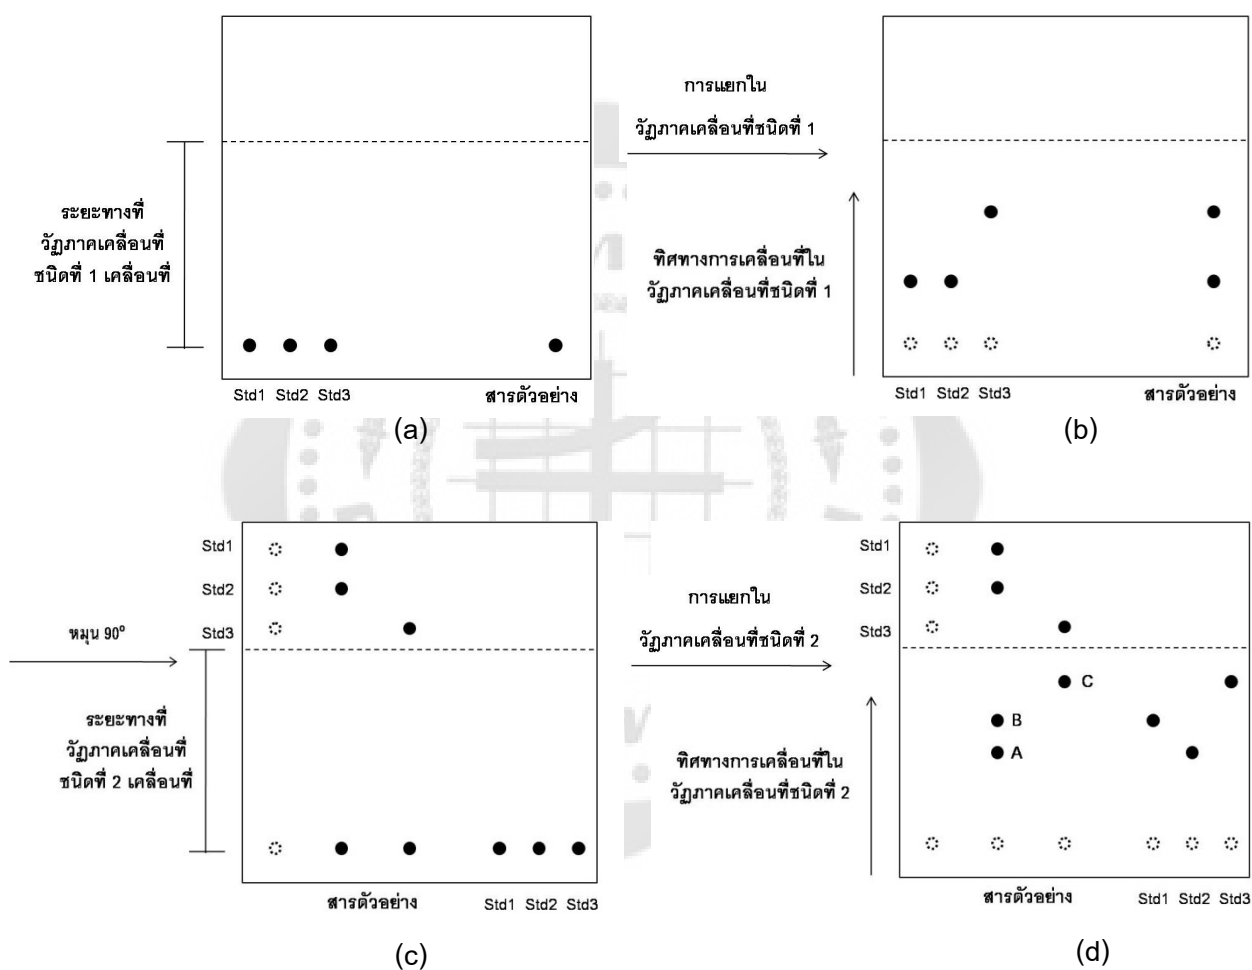 ระยะทางที่
วัฏภาคเคลื่อนที่
ชนิดที่ 1 เคลื่อนที่
Std1 Std2 Std3 สารตัวอย่าง
(a)
การแยกใน
วัฏภาคเคลื่อนที่ชนิดที่ 1
ทิศทางการเคลื่อนที่ใน
วัฏภาคเคลื่อนที่ชนิดที่ 1
Std1 Std2 Std3 สารตัวอย่าง
(b)
หมุน 90°
Std1
Std2
Std3
ระยะทางที่
วัฏภาคเคลื่อนที่
ชนิดที่ 2 เคลื่อนที่
สารตัวอย่าง Std1 Std2 Std3
(c)
การแยกใน
วัฏภาคเคลื่อนที่ชนิดที่ 2
ทิศทางการเคลื่อนที่ใน
วัฏภาคเคลื่อนที่ชนิดที่ 2
Std1
Std2
Std3
C
B
A
สารตัวอย่าง Std1 Std2 Std3
(d)